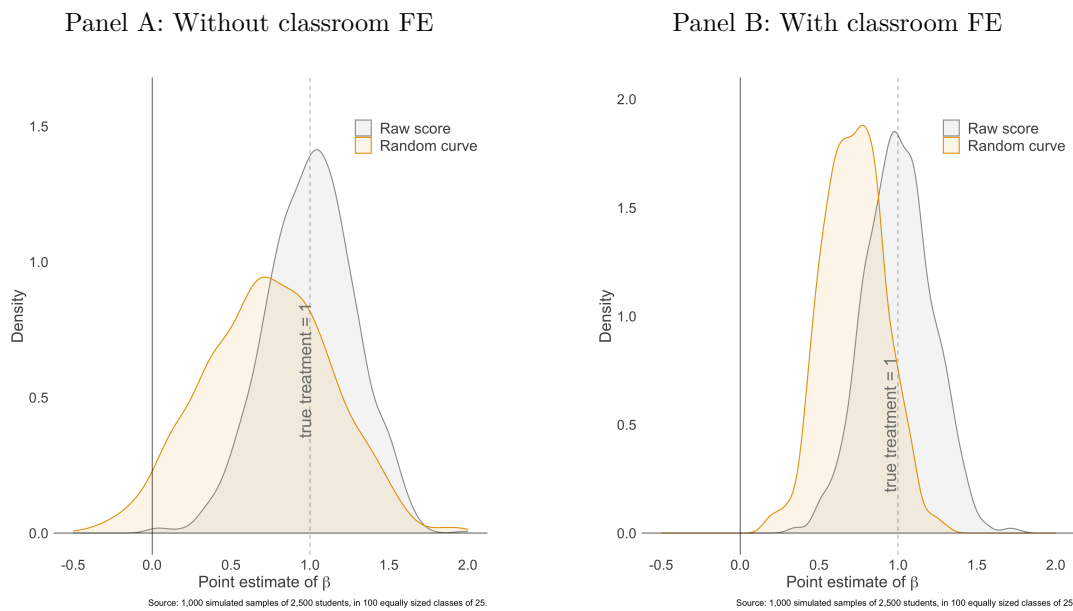 Panel A: Without classroom FE
1.5
1.0
0.5
0.0
Density
Raw score
Random curve
true treatment = 1
-0.5 0.0 0.5 1.0 1.5 2.0
Point estimate of β
Source: 1,000 simulated samples of 2,500 students, in 100 equally sized classes of 25.
Panel B: With classroom FE
2.0
1.5
1.0
0.5
0.0
Density
Raw score
Random curve
true treatment = 1
-0.5 0.0 0.5 1.0 1.5 2.0
Point estimate of β
Source: 1,000 simulated samples of 2,500 students, in 100 equally sized classes of 25